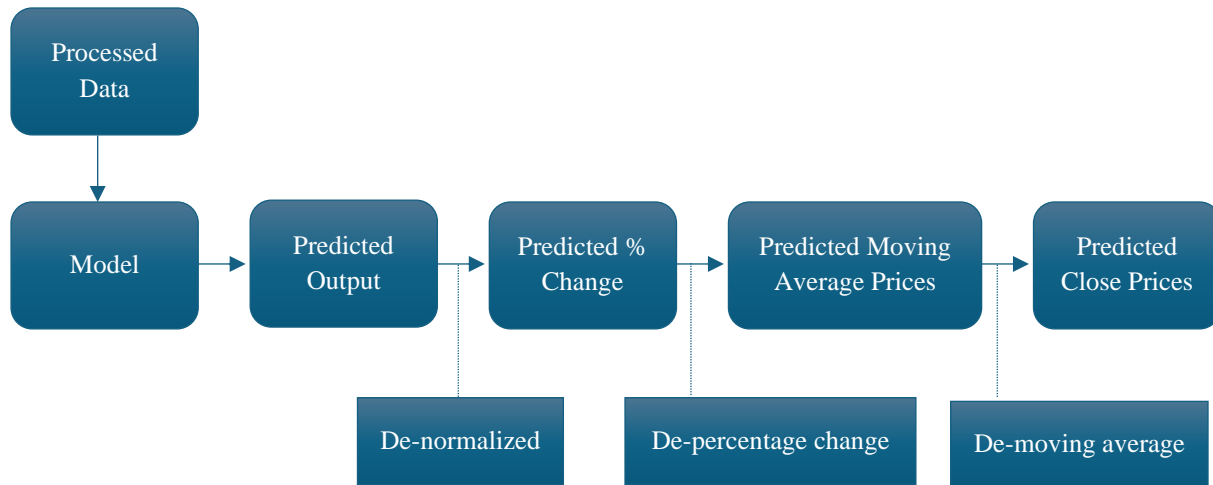 Processed
Data
Model
Predicted
Output
Predicted %
Change
Predicted Moving
Average Prices
Predicted
Close Prices
De-normalized
De-percentage change
De-moving average